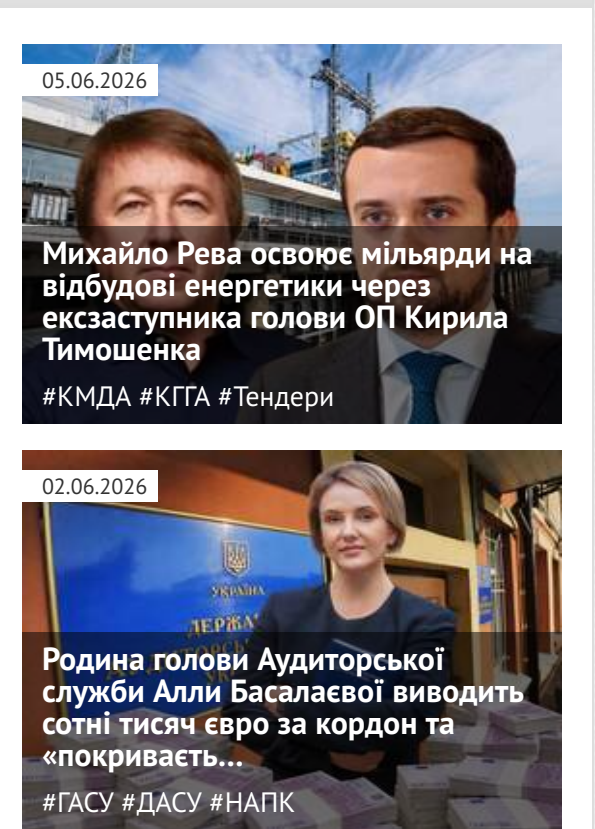 05.06.2026
Михайло Рева освоює мільярди на
відбудові енергетики через
ексзаступника голови ОП Кирила
Тимошенка
#КМДА #КГГА #Тендери
02.06.2026
УКРАЇНА
ДЕРЖА
Родина голови Аудиторської
служби Алли Басалаєвої виводить
сотні тисяч євро за кордон та
«покриваєть...
#ГАСУ #ДАСУ #НАПК